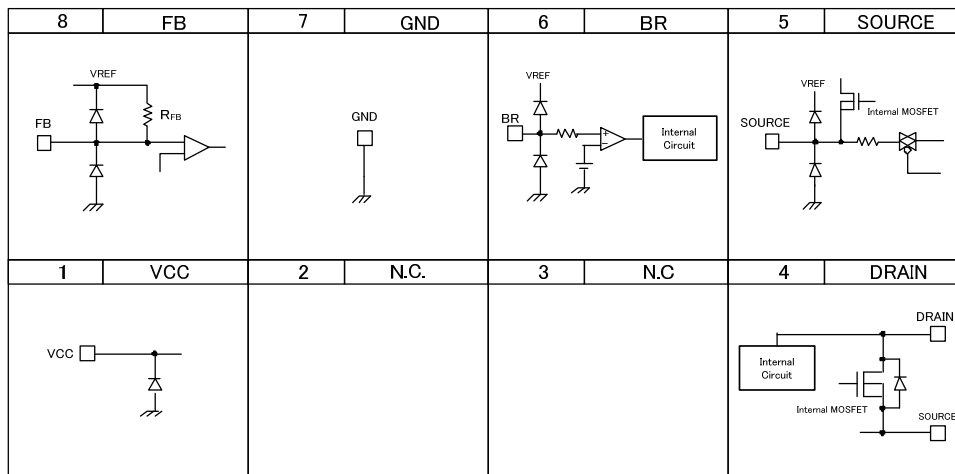 8 FB 7 GND 6 BR 5 SOURCE
VREF
RFB
FB
GND
VREF
BR
+
-
Internal
Circuit
VREF
Internal MOSFET
SOURCE
1 VCC 2 N.C. 3 N.C 4 DRAIN
VCC
DRAIN
Internal
Circuit
Internal MOSFET
SOURCE